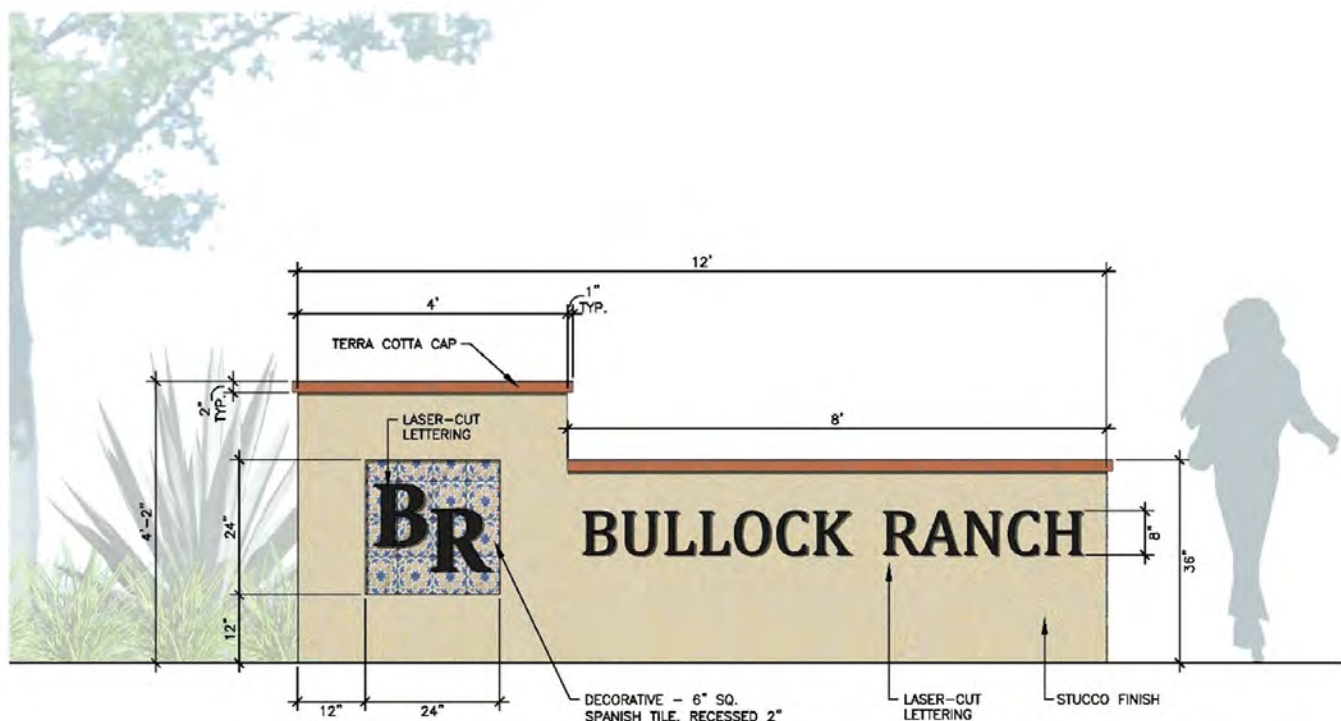 12'
4'
1"
TYP.
TERRA COTTA CAP
2"
TYP.
LASER-CUT
LETTERING
8'
4'-2"
24"
BR
BULLOCK RANCH
8"
36"
12"
12"
24"
DECORATIVE - 6" SQ.
SPANISH TILE, RECESSED 2"
LASER-CUT
LETTERING
STUCCO FINISH